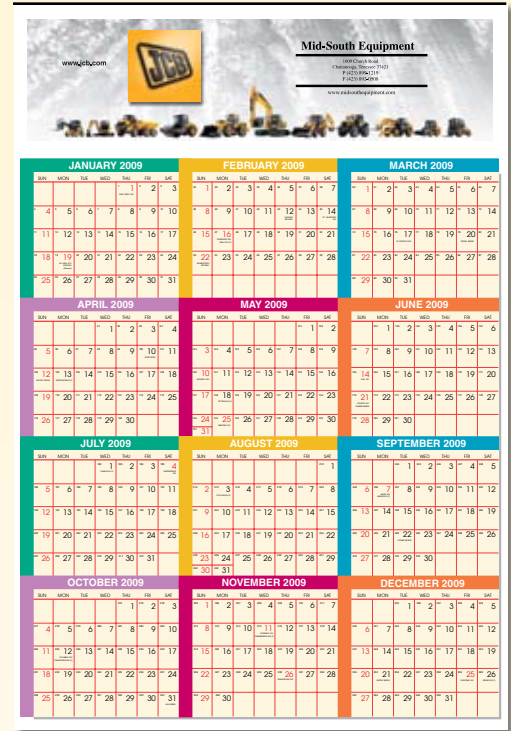 www.jcb.com
JCB
Mid-South Equipment
www.midsouthequipment.com
JANUARY 2009
SUN MON TUE WED THU FRI SAT
1 2 3
4 5 6 7 8 9 10
11 12 13 14 15 16 17
18 19 20 21 22 23 24
25 26 27 28 29 30 31
FEBRUARY 2009
SUN MON TUE WED THU FRI SAT
1 2 3 4 5 6 7
8 9 10 11 12 13 14
15 16 17 18 19 20 21
22 23 24 25 26 27 28
MARCH 2009
SUN MON TUE WED THU FRI SAT
1 2 3 4 5 6 7
8 9 10 11 12 13 14
15 16 17 18 19 20 21
22 23 24 25 26 27 28
29 30 31
APRIL 2009
SUN MON TUE WED THU FRI SAT
1 2 3 4
5 6 7 8 9 10 11
12 13 14 15 16 17 18
19 20 21 22 23 24 25
26 27 28 29 30
MAY 2009
SUN MON TUE WED THU FRI SAT
1 2
3 4 5 6 7 8 9
10 11 12 13 14 15 16
17 18 19 20 21 22 23
24 25 26 27 28 29 30
31
JUNE 2009
SUN MON TUE WED THU FRI SAT
1 2 3 4 5 6
7 8 9 10 11 12 13
14 15 16 17 18 19 20
21 22 23 24 25 26 27
28 29 30
JULY 2009
SUN MON TUE WED THU FRI SAT
1 2 3 4
5 6 7 8 9 10 11
12 13 14 15 16 17 18
19 20 21 22 23 24 25
26 27 28 29 30 31
AUGUST 2009
SUN MON TUE WED THU FRI SAT
1
2 3 4 5 6 7 8
9 10 11 12 13 14 15
16 17 18 19 20 21 22
23 24 25 26 27 28 29
30 31
SEPTEMBER 2009
SUN MON TUE WED THU FRI SAT
1 2 3 4 5
6 7 8 9 10 11 12
13 14 15 16 17 18 19
20 21 22 23 24 25 26
27 28 29 30
OCTOBER 2009
SUN MON TUE WED THU FRI SAT
1 2 3
4 5 6 7 8 9 10
11 12 13 14 15 16 17
18 19 20 21 22 23 24
25 26 27 28 29 30 31
NOVEMBER 2009
SUN MON TUE WED THU FRI SAT
1 2 3 4 5 6 7
8 9 10 11 12 13 14
15 16 17 18 19 20 21
22 23 24 25 26 27 28
29 30
DECEMBER 2009
SUN MON TUE WED THU FRI SAT
1 2 3 4 5
6 7 8 9 10 11 12
13 14 15 16 17 18 19
20 21 22 23 24 25 26
27 28 29 30 31